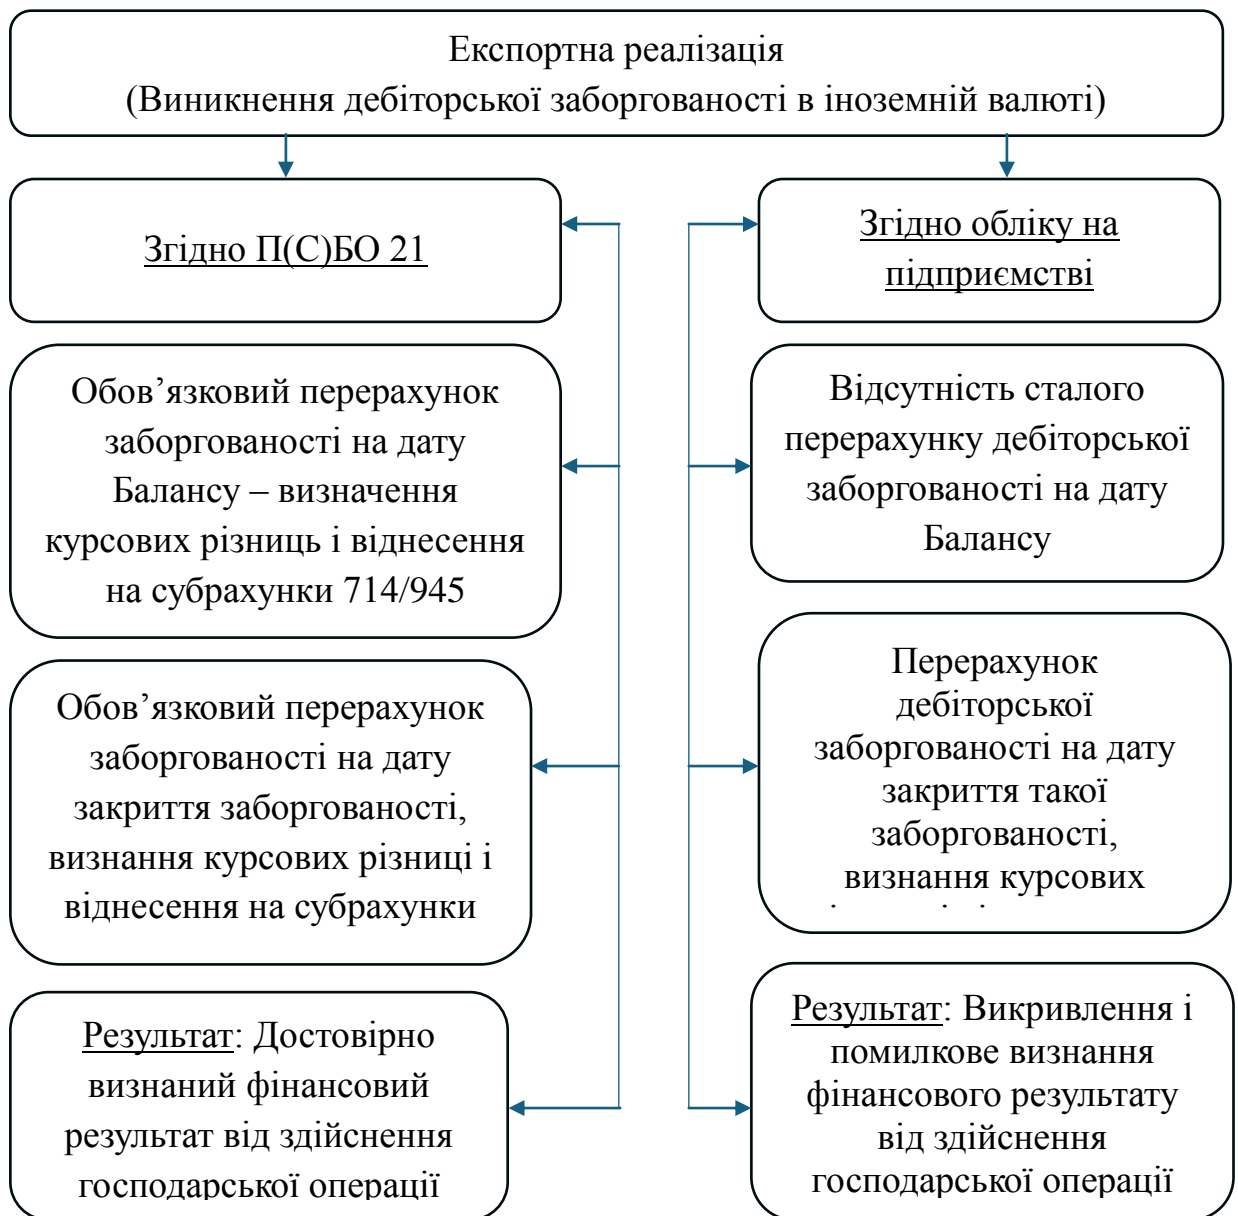 Експортна реалізація
(Виникнення дебіторської заборгованості в іноземній валюті)
Згідно П(С)БО 21
Обов’язковий перерахунок
заборгованості на дату
Балансу – визначення
курсових різниць і віднесення
на субрахунки 714/945
Обов’язковий перерахунок
заборгованості на дату
закриття заборгованості,
визнання курсових різниці і
віднесення на субрахунки
Результат: Достовірно
визнаний фінансовий
результат від здійснення
господарської операції
Згідно обліку на
підприємстві
Відсутність сталого
перерахунку дебіторської
заборгованості на дату
Балансу
Перерахунок
дебіторської
заборгованості на дату
закриття такої
заборгованості,
визнання курсових
Результат: Викривлення і
помилкове визнання
фінансового результату
від здійснення
господарської операції